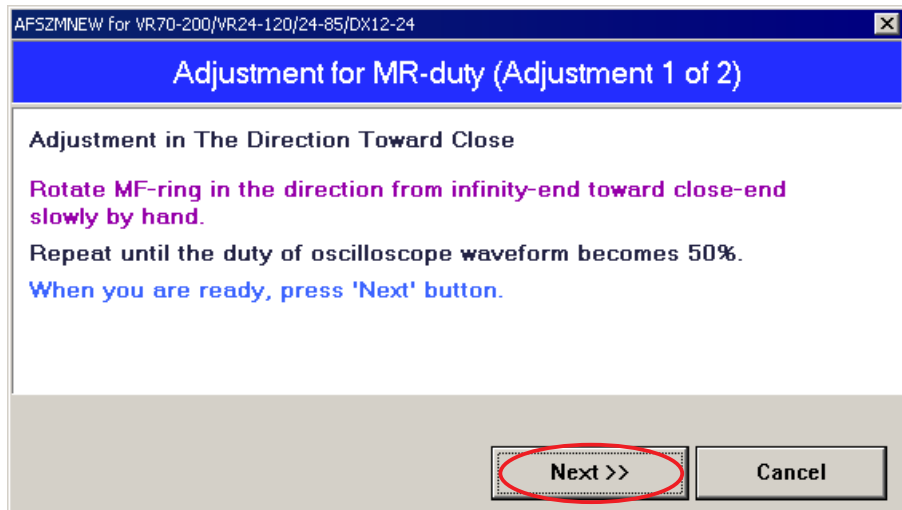 AFSZMNEW for VR70-200/VR24-120/24-85/DX12-24
Adjustment for MR-duty (Adjustment 1 of 2)
Adjustment in The Direction Toward Close
Rotate MF-ring in the direction from infinity-end toward close-end
slowly by hand.
Repeat until the duty of oscilloscope waveform becomes 50%.
When you are ready, press 'Next' button.
Next >>
Cancel